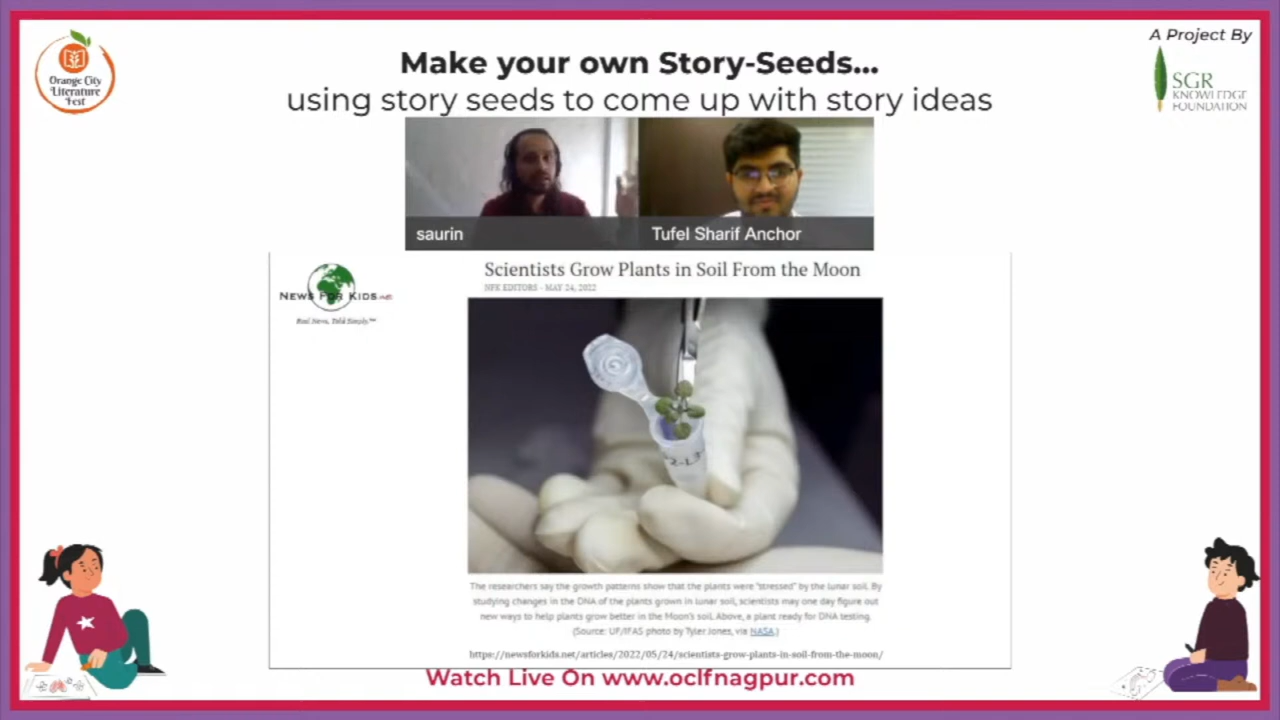 Make your own Story-Seeds...
using story seeds to come up with story ideas
Orange City
Literature
Fest
A Project By
SGR
KNOWLEDGE
FOUNDATION
saurin
Tufel Sharif Anchor
NEWS FOR KIDS.NET
Real News, Told Simply.™
Scientists Grow Plants in Soil From the Moon
NFK EDITORS - MAY 24, 2022
The researchers say the growth patterns show that the plants were "stressed" by the lunar soil. By
studying changes in the DNA of the plants grown in lunar soil, scientists may one day figure out
new ways to help plants grow better in the Moon's soil. Above, a plant ready for DNA testing.
(Source: UF/IFAS photo by Tyler Jones, via NASA.)
https://newsforkids.net/articles/2022/05/24/scientists-grow-plants-in-soil-from-the-moon/
Watch Live On www.oclfnagpur.com